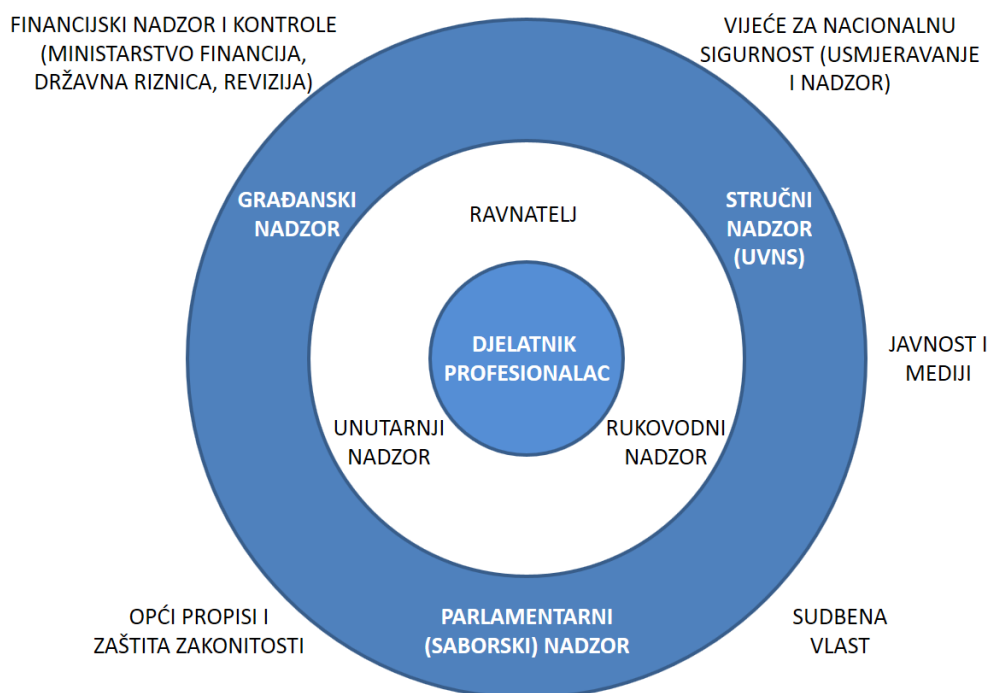 FINANCIJSKI NADZOR I KONTROLE
(MINISTARSTVO FINANCIJA,
DRŽAVNA RIZNICA, REVIZIJA)
VIJEĆE ZA NACIONALNU
SIGURNOST (USMJERAVANJE
I NADZOR)
GRAĐANSKI
NADZOR
RAVNATELJ
STRUČNI
NADZOR
(UVNS)
DJELATNIK
PROFESIONALAC
JAVNOST I
MEDIJI
UNUTARNJI
NADZOR
RUKOVODNI
NADZOR
OPĆI PROPISI I
ZAŠTITA ZAKONITOSTI
PARLAMENTARNI
(SABORSKI) NADZOR
SUDBENA
VLAST